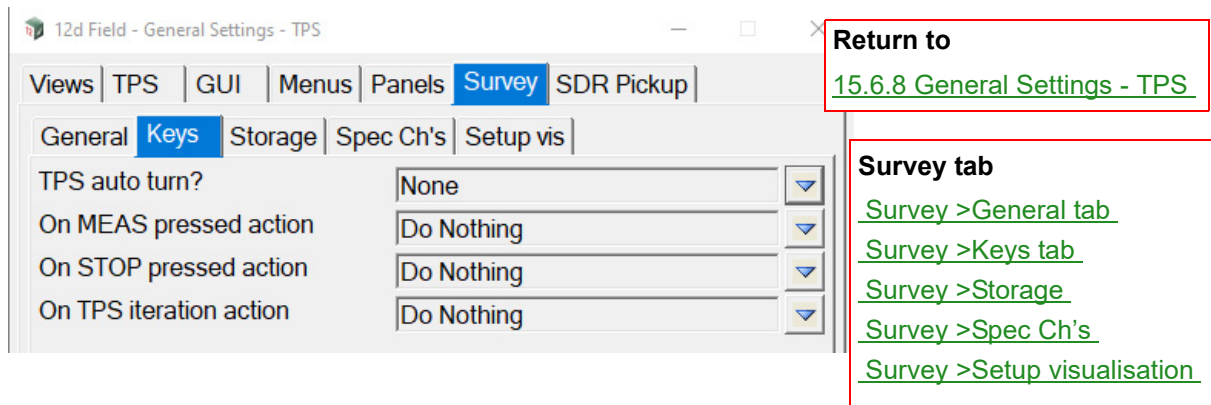 12d Field - General Settings - TPS
Views TPS GUI Menus Panels Survey SDR Pickup
General Keys Storage Spec Ch's Setup vis
TPS auto turn? None
On MEAS pressed action Do Nothing
On STOP pressed action Do Nothing
On TPS iteration action Do Nothing
Return to
15.6.8 General Settings - TPS
Survey tab
Survey >General tab
Survey >Keys tab
Survey >Storage
Survey >Spec Ch’s
Survey >Setup visualisation